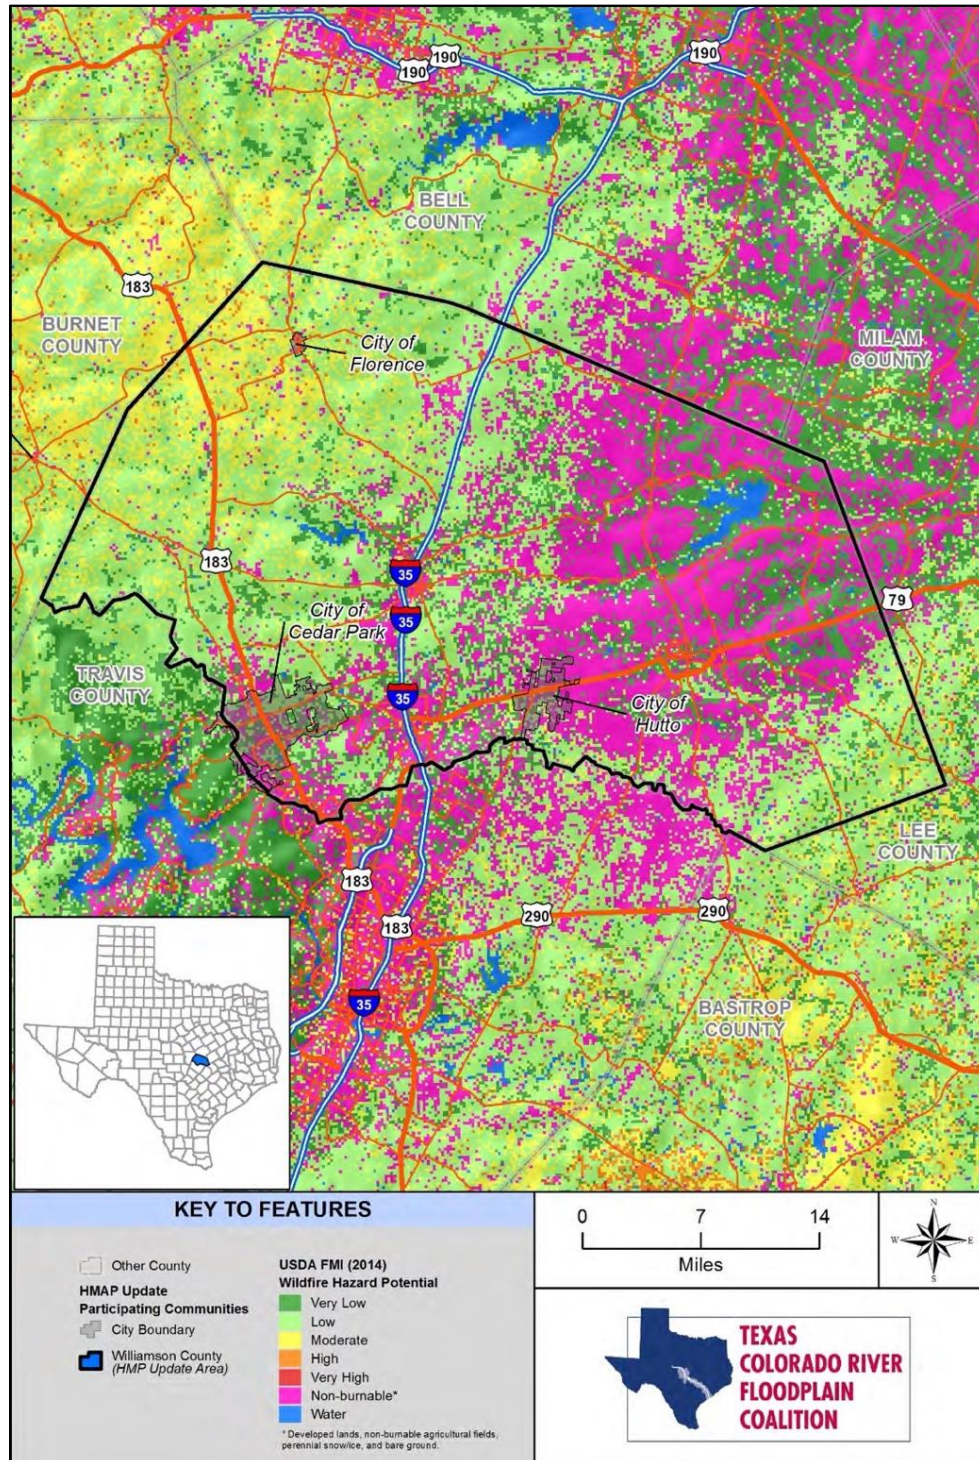 190
190
190
BELL
COUNTY
183
BURNET
COUNTY
City of
Florence
MILAM
COUNTY
183
35
79
City of
Cedar Park
35
TRAVIS
COUNTY
35
City of
Hutto
LEE
COUNTY
183
290
290
183
35
BASTROP
COUNTY
KEY TO FEATURES
Other County
HMAP Update
Participating Communities
City Boundary
Williamson County
(HMP Update Area)
USDA FMI (2014)
Wildfire Hazard Potential
Very Low
Low
Moderate
High
Very High
Non-burnable*
Water
* Developed lands, non-burnable agricultural fields,
perennial snow/ice, and bare ground.
0 7 14
Miles
N
W E
S
TEXAS
COLORADO RIVER
FLOODPLAIN
COALITION